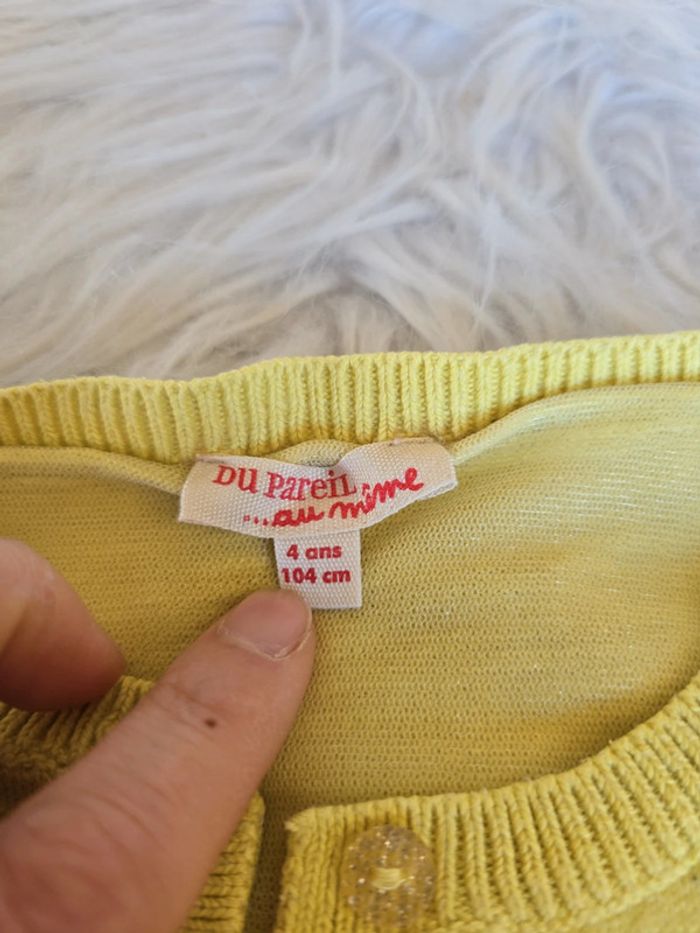 DU PAREIL
...au même
4 ans
104 cm